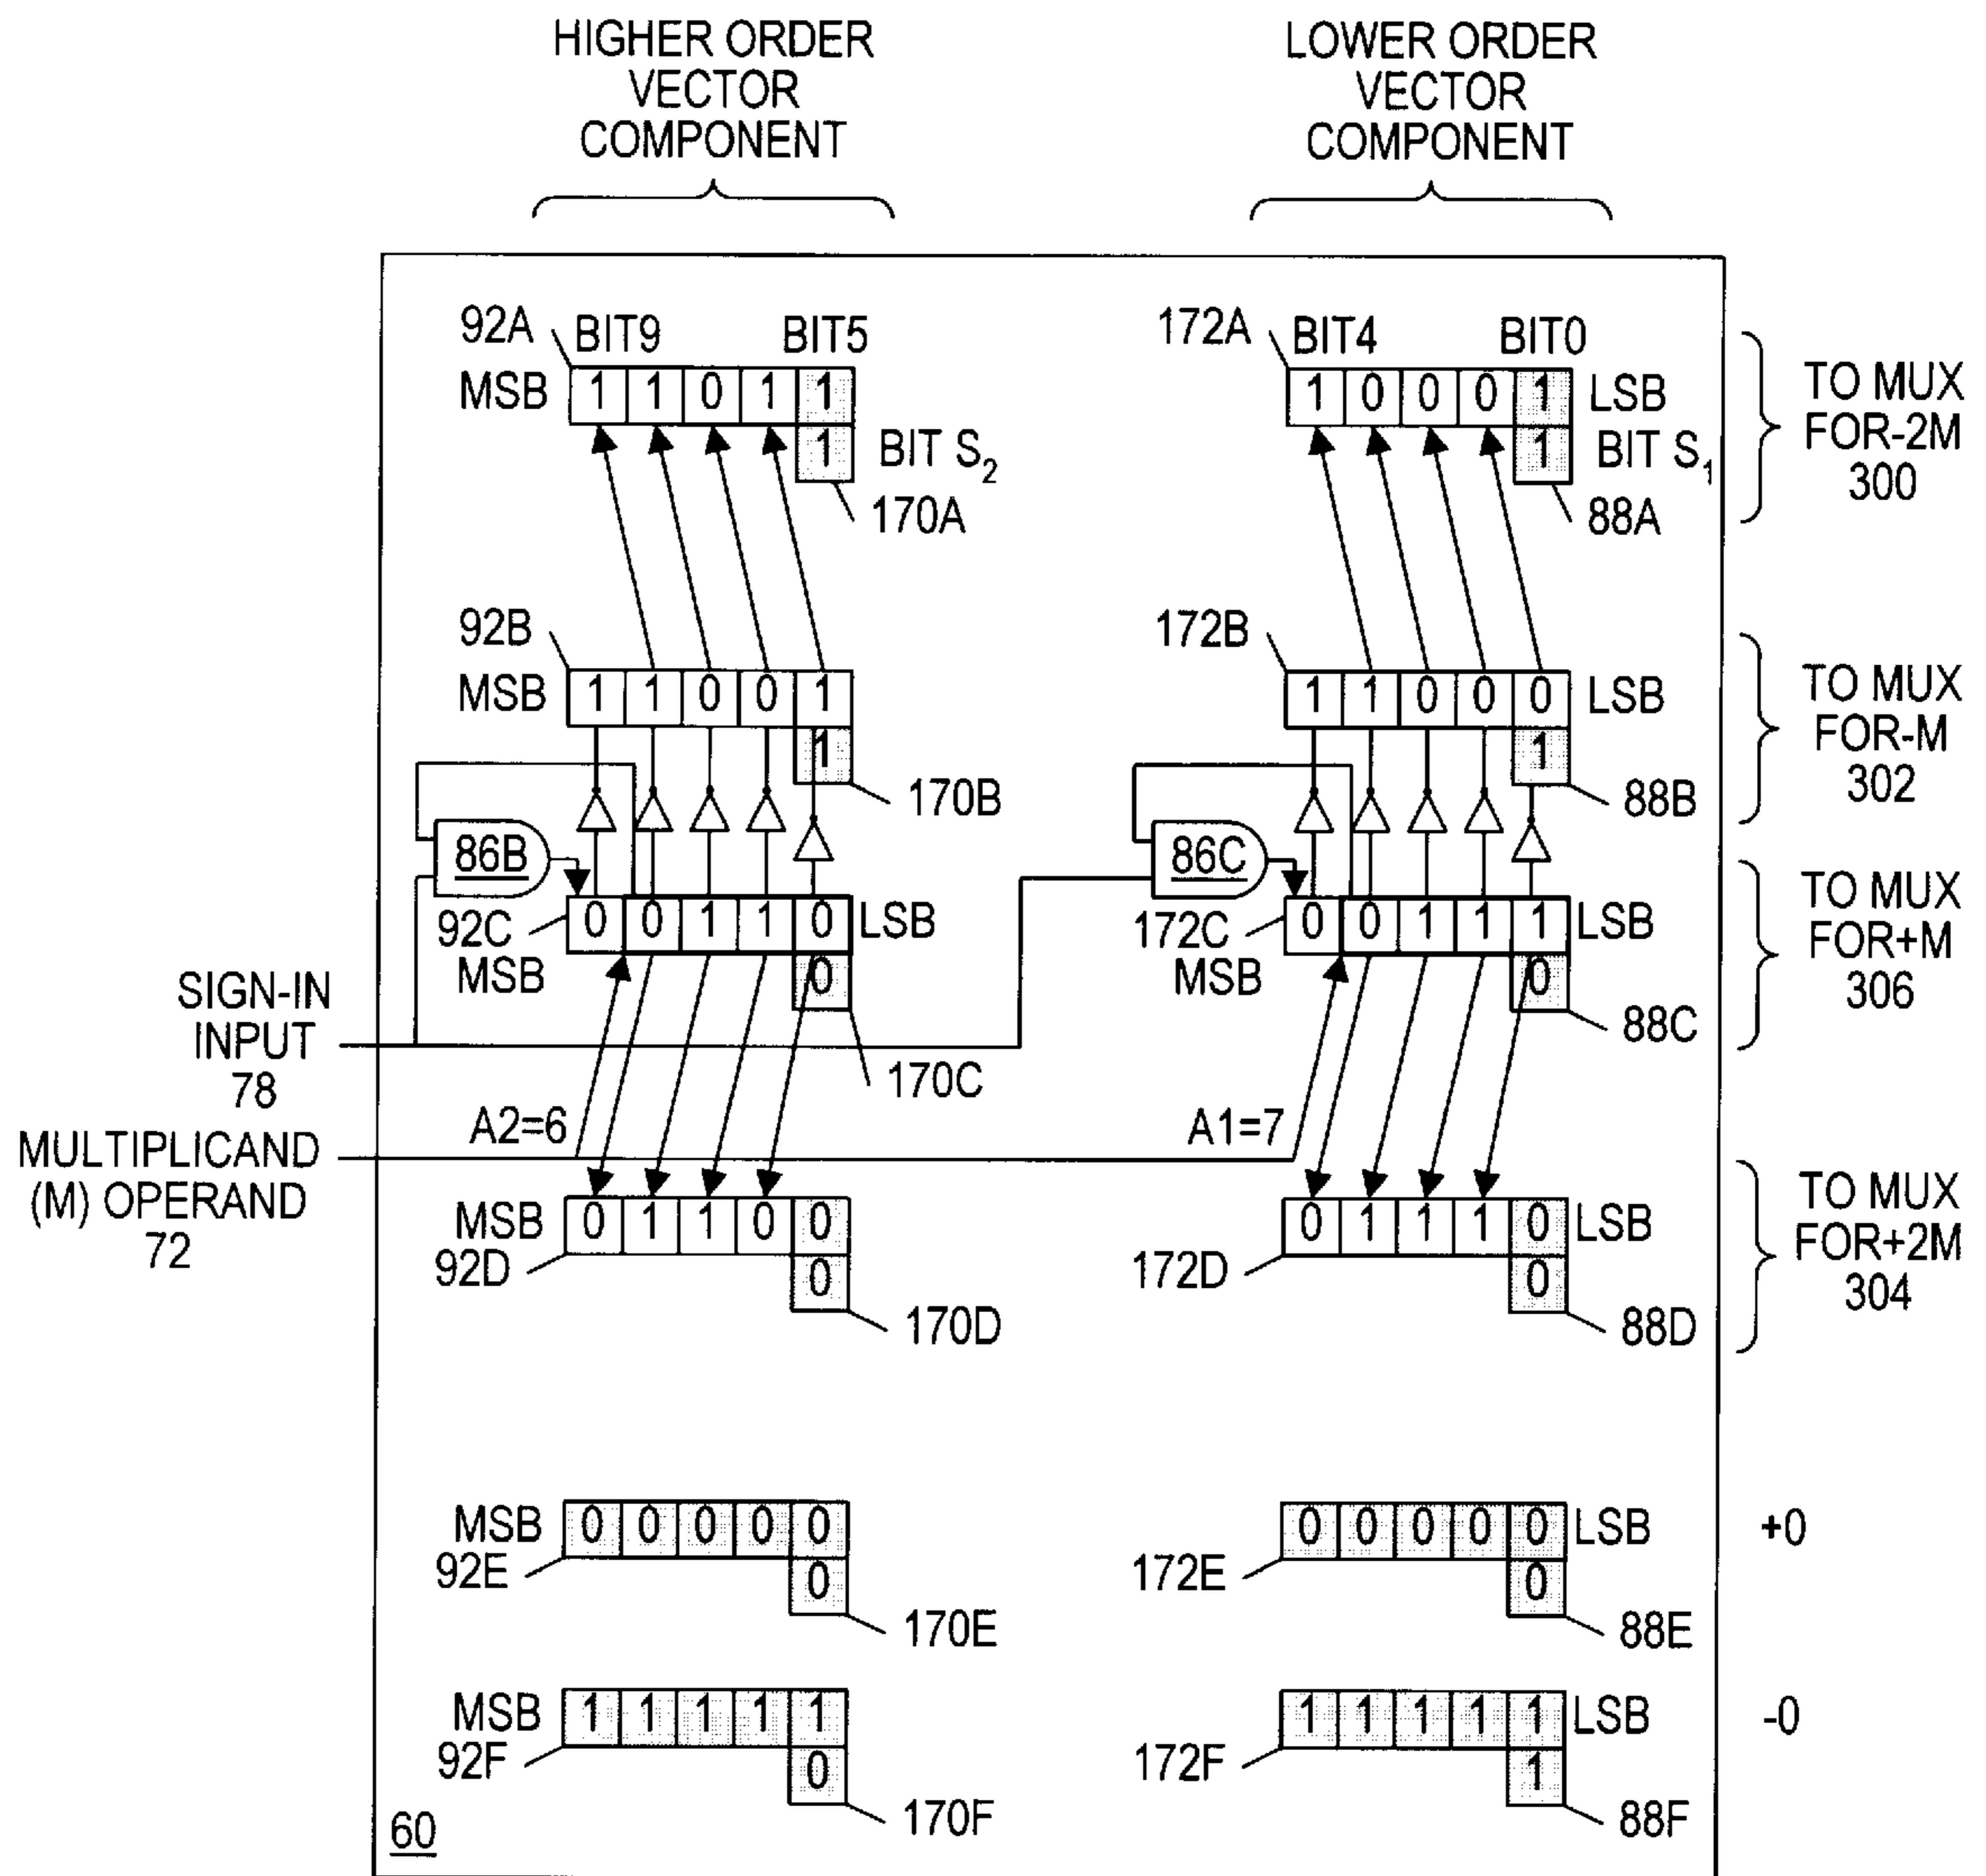 HIGHER ORDER
VECTOR
COMPONENT
LOWER ORDER
VECTOR
COMPONENT
92A BIT9 BIT5
MSB 1 1 0 1 1
1 BIT S2
170A
172A BIT4 BIT0
1 0 0 0 1 LSB
1 BIT S1
88A
TO MUX
FOR-2M
300
92B
MSB 1 1 0 0 1
1
170B
172B
1 1 0 0 0 LSB
1
88B
TO MUX
FOR-M
302
86B
92C 0 0 1 1 0 LSB
MSB 0
170C
86C
172C 0 0 1 1 1 LSB
MSB 0
88C
TO MUX
FOR+M
306
SIGN-IN
INPUT
78
A2=6
A1=7
MULTIPLICAND
(M) OPERAND
72
MSB 0 1 1 0 0
92D 0
170D
0 1 1 1 0 LSB
172D 0
88D
TO MUX
FOR+2M
304
MSB 0 0 0 0 0
92E 0
170E
0 0 0 0 0 LSB
172E 0
88E
+0
MSB 1 1 1 1 1
92F 0
170F
1 1 1 1 1 LSB
172F 1
88F
-0
60